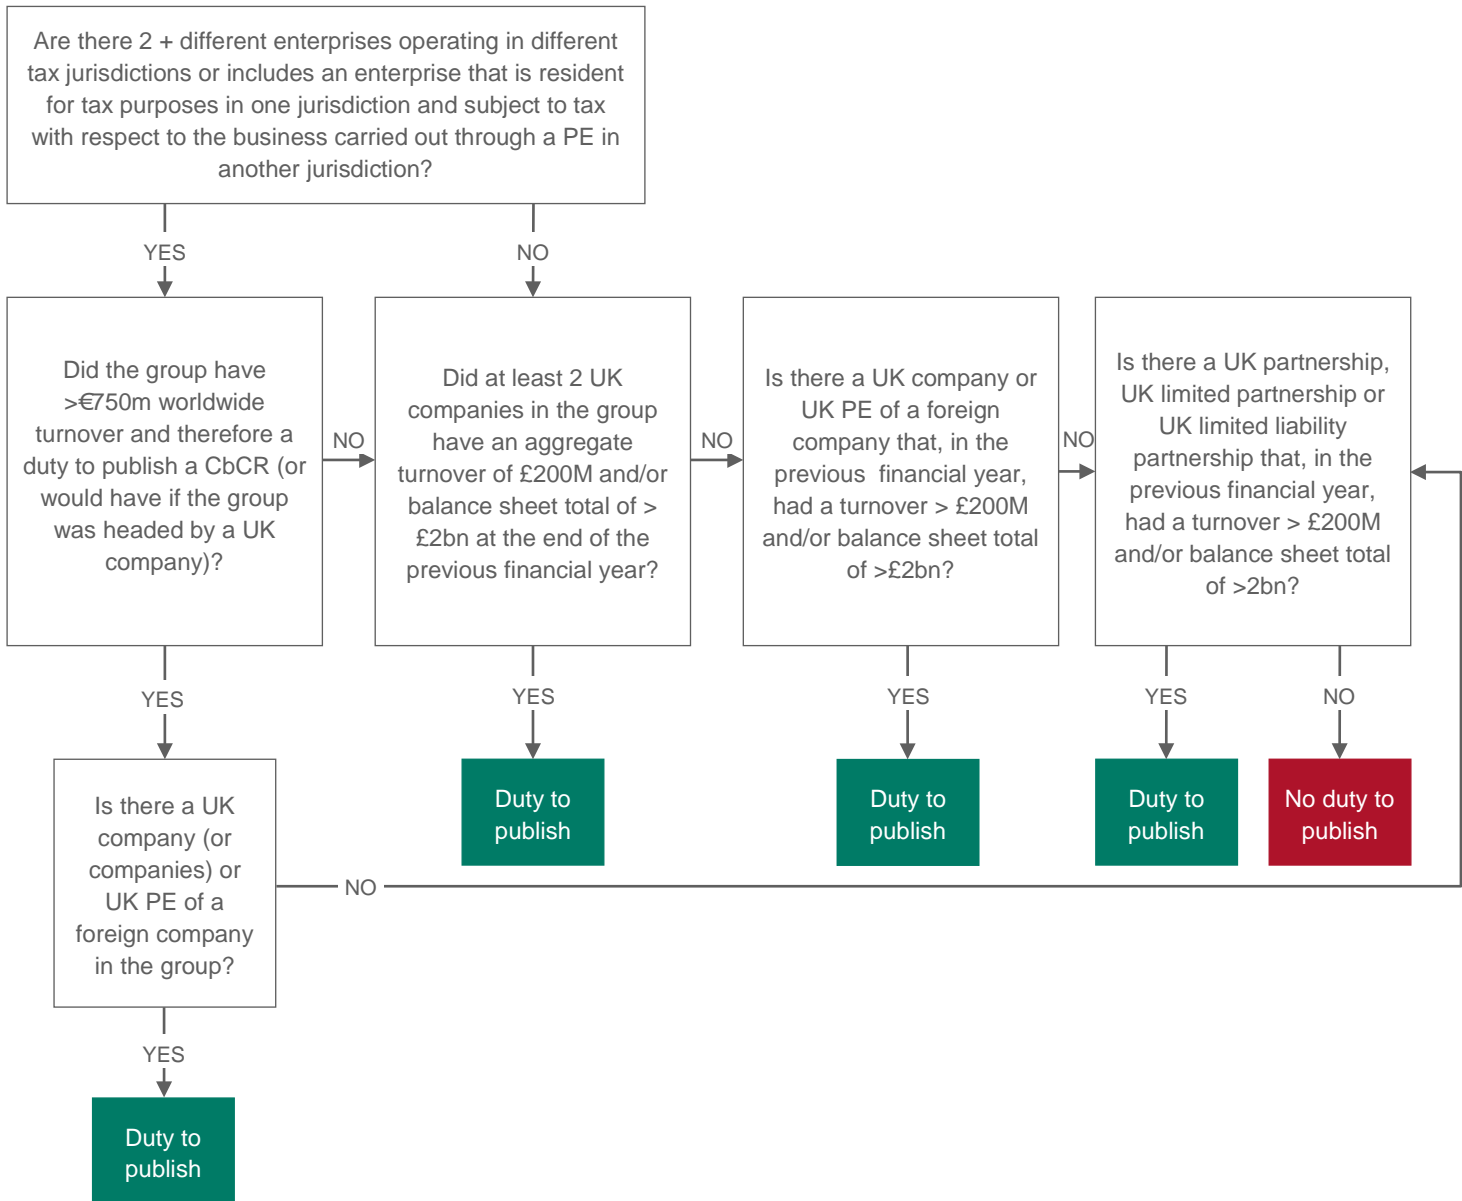 Are there 2 + different enterprises operating in different
tax jurisdictions or includes an enterprise that is resident
for tax purposes in one jurisdiction and subject to tax
with respect to the business carried out through a PE in
another jurisdiction?
YES
NO
Did the group have
>€750m worldwide
turnover and therefore a
duty to publish a CbCR (or
would have if the group
was headed by a UK
company)?
NO
Did at least 2 UK
companies in the group
have an aggregate
turnover of £200M and/or
balance sheet total of >
£2bn at the end of the
previous financial year?
NO
Is there a UK company or
UK PE of a foreign
company that, in the
previous financial year,
had a turnover > £200M
and/or balance sheet total
of >£2bn?
NO
Is there a UK partnership,
UK limited partnership or
UK limited liability
partnership that, in the
previous financial year,
had a turnover > £200M
and/or balance sheet total
of >2bn?
YES
YES
YES
YES
NO
Is there a UK
company (or
companies) or
UK PE of a
foreign company
in the group?
Duty to
publish
Duty to
publish
Duty to
publish
No duty to
publish
NO
YES
Duty to
publish